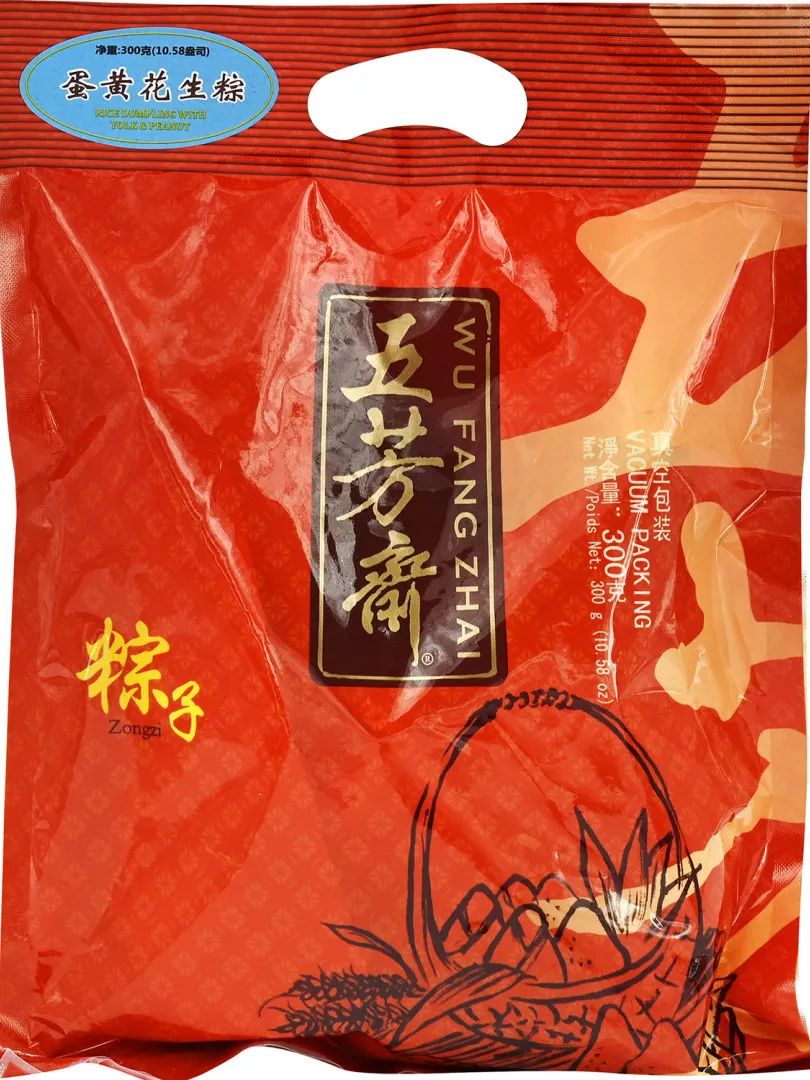 净重:300克(10.58盎司)
蛋黄花生粽
RICE DUMPLING WITH
YOLK & PEANUT
五芳斋
WU FANG ZHAI
®
真空包装
VACUUM PACKING
淨含量: 300克
Net Wt./Poids Net: 300 g (10.58 oz)
粽子
Zongzi